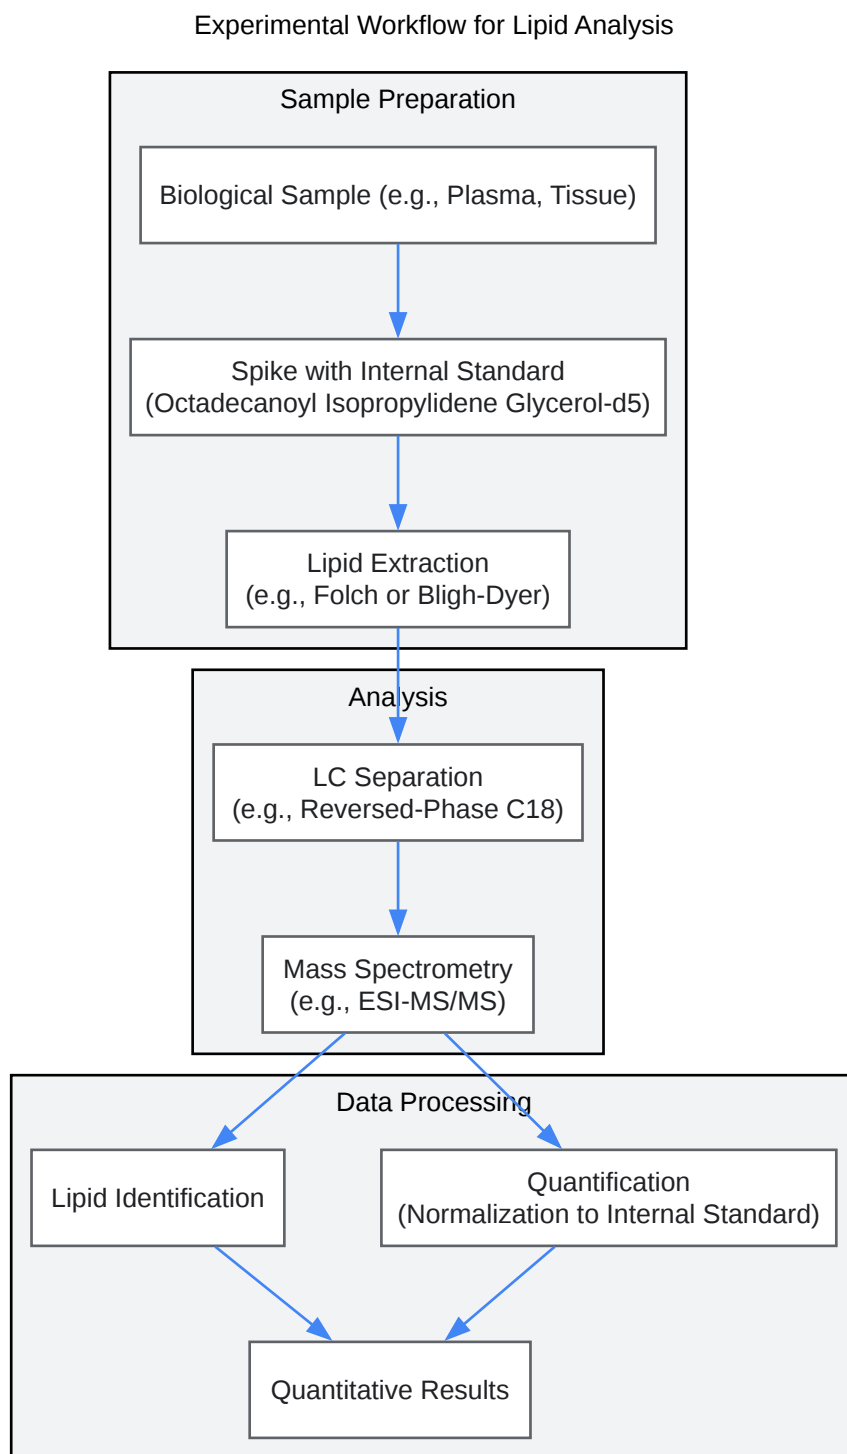 Experimental Workflow for Lipid Analysis
Sample Preparation
Biological Sample (e.g., Plasma, Tissue)
Spike with Internal Standard
(Octadecanoyl Isopropylidene Glycerol-d5)
Lipid Extraction
(e.g., Folch or Bligh-Dyer)
Analysis
LC Separation
(e.g., Reversed-Phase C18)
Mass Spectrometry
(e.g., ESI-MS/MS)
Data Processing
Lipid Identification
Quantification
(Normalization to Internal Standard)
Quantitative Results